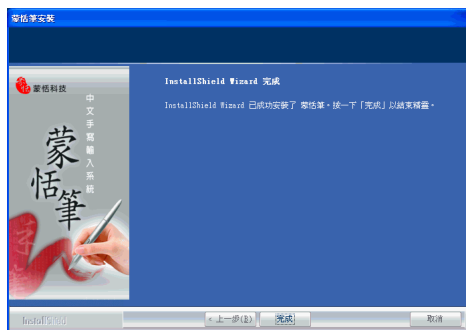 蒙恬筆安裝
蒙恬科技
中文手寫輸入系統
蒙恬筆
InstallShield Wizard 完成
InstallShield Wizard 已成功安裝了 蒙恬筆。按一下「完成」以結束精靈。
InstallShield
< 上一步(B)
完成
取消